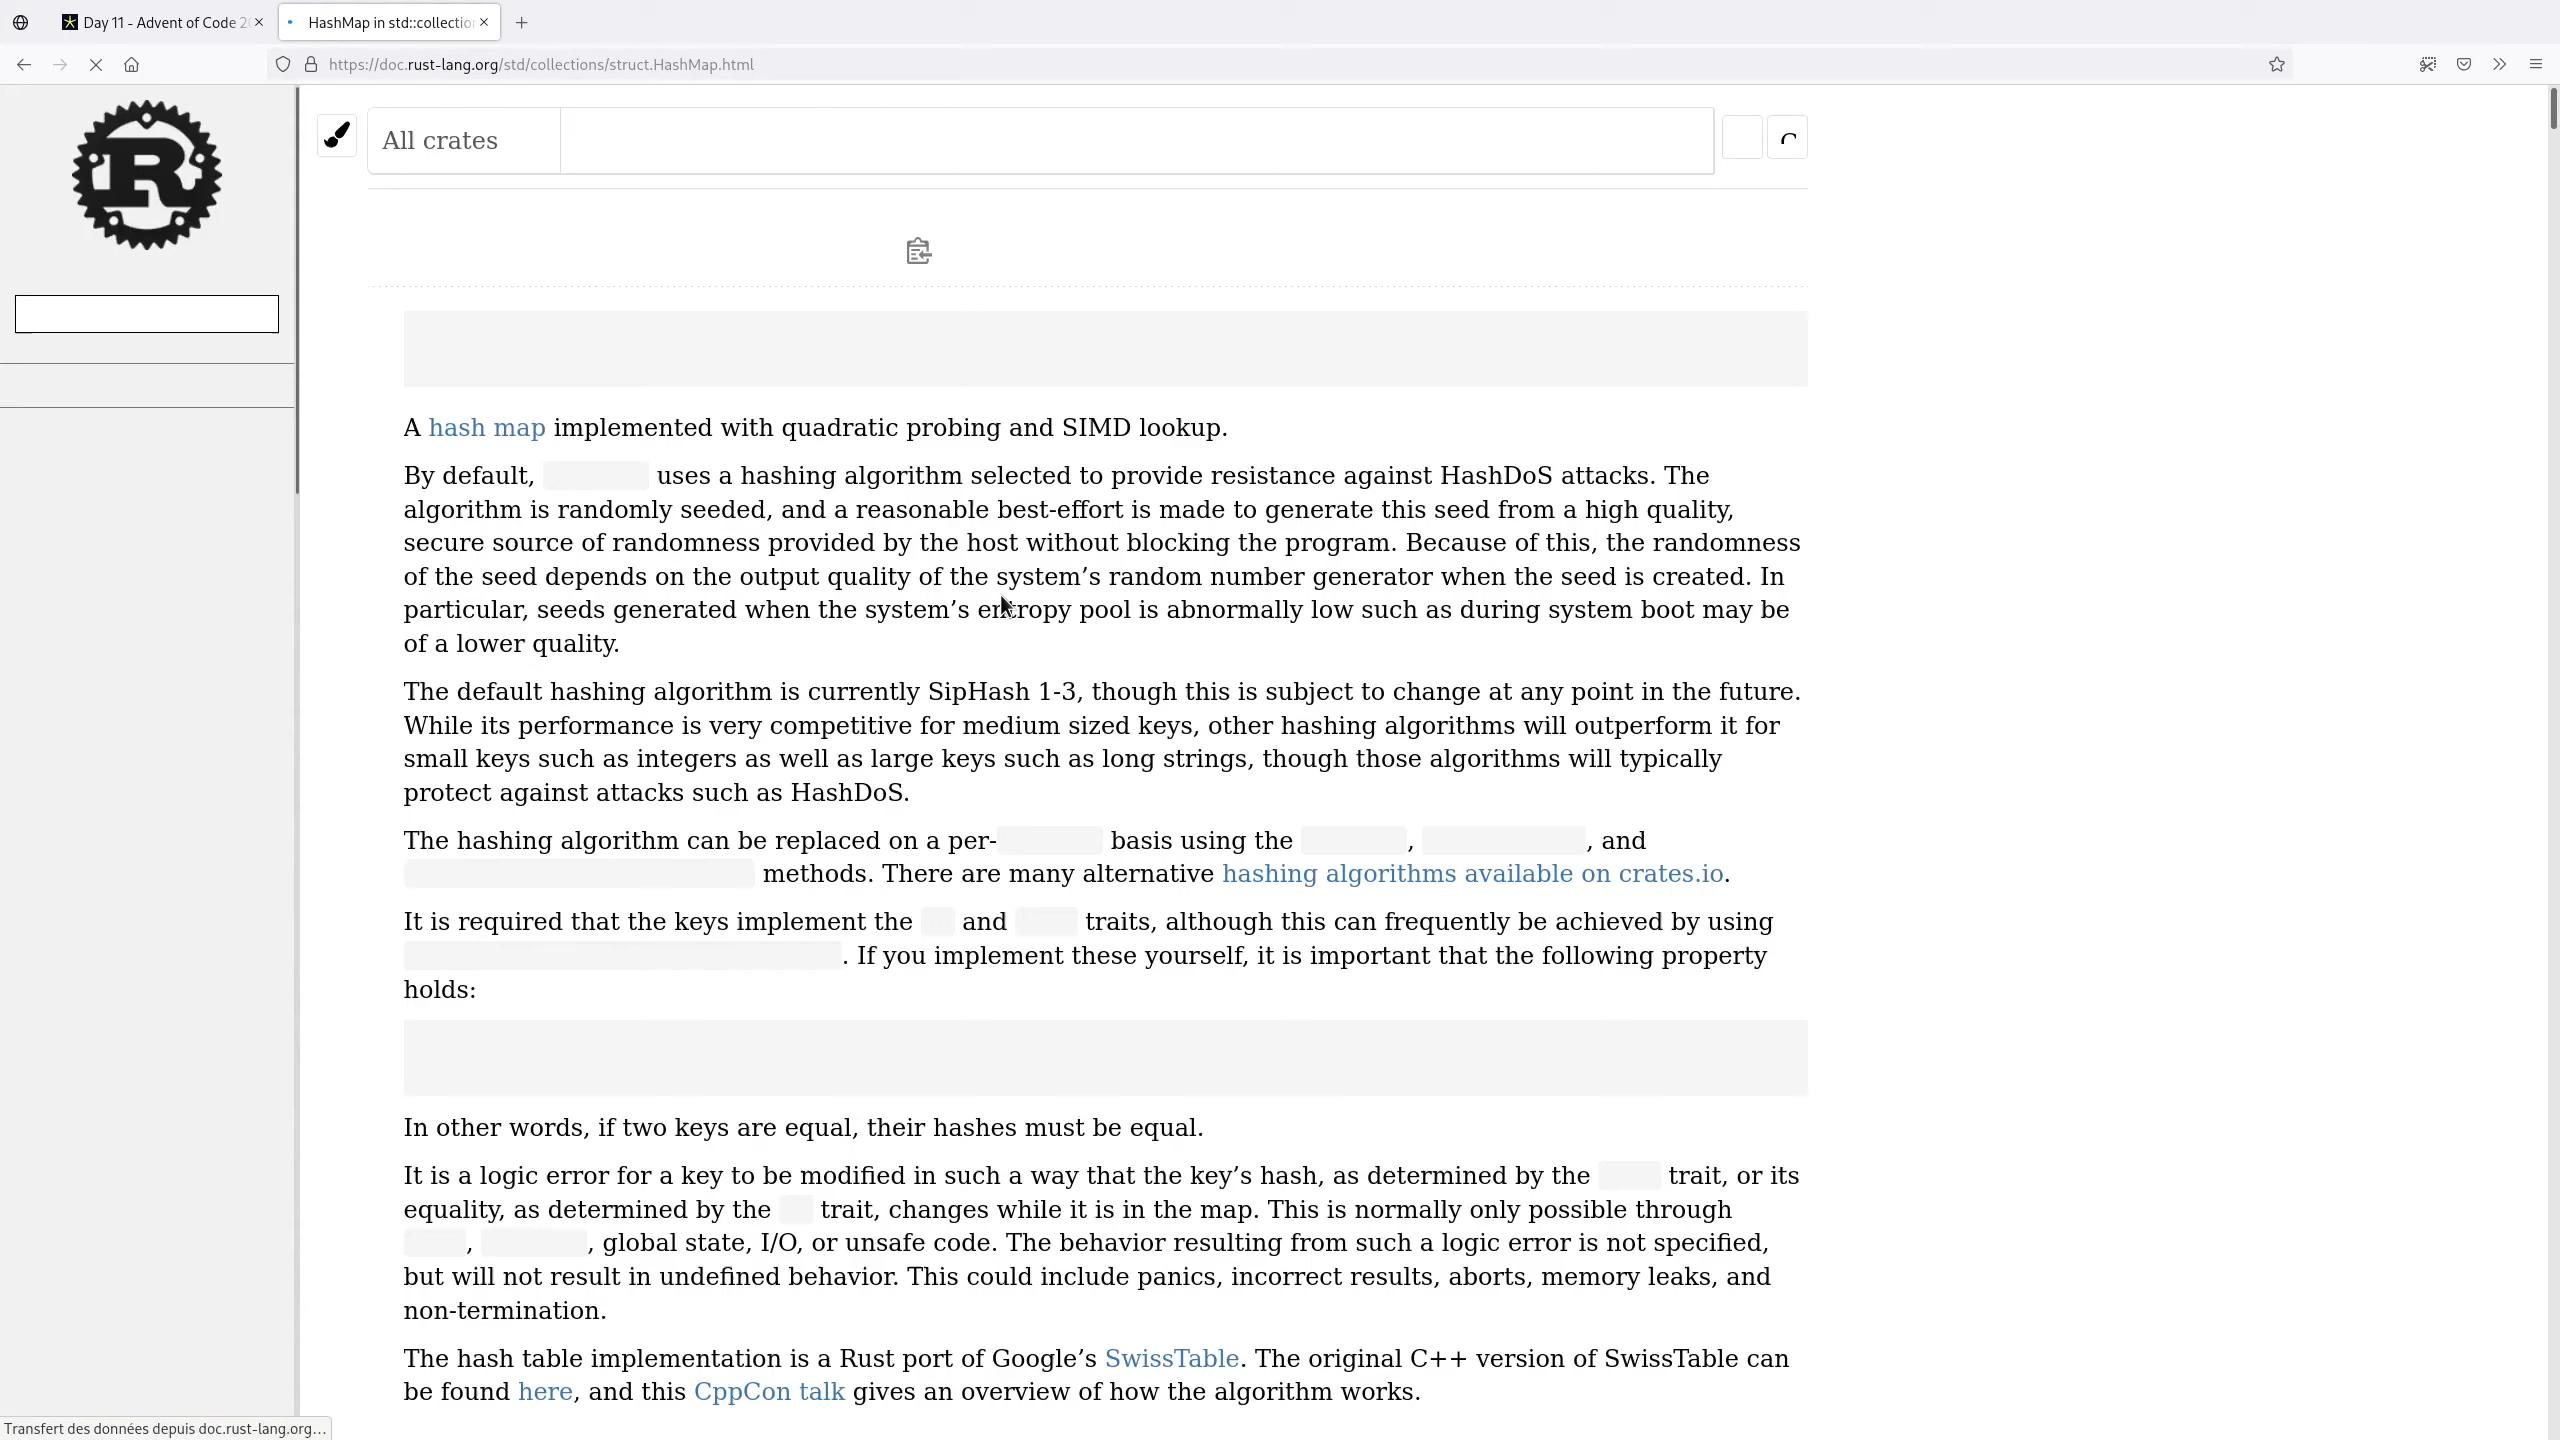 Day 11 - Advent of Code 20
HashMap in std::collection
https://doc.rust-lang.org/std/collections/struct.HashMap.html
R
All crates
A hash map implemented with quadratic probing and SIMD lookup.
By default, uses a hashing algorithm selected to provide resistance against HashDoS attacks. The
algorithm is randomly seeded, and a reasonable best-effort is made to generate this seed from a high quality,
secure source of randomness provided by the host without blocking the program. Because of this, the randomness
of the seed depends on the output quality of the system’s random number generator when the seed is created. In
particular, seeds generated when the system’s entropy pool is abnormally low such as during system boot may be
of a lower quality.
The default hashing algorithm is currently SipHash 1-3, though this is subject to change at any point in the future.
While its performance is very competitive for medium sized keys, other hashing algorithms will outperform it for
small keys such as integers as well as large keys such as long strings, though those algorithms will typically
protect against attacks such as HashDoS.
The hashing algorithm can be replaced on a per- basis using the , , and
methods. There are many alternative hashing algorithms available on crates.io.
It is required that the keys implement the and traits, although this can frequently be achieved by using
. If you implement these yourself, it is important that the following property
holds:
In other words, if two keys are equal, their hashes must be equal.
It is a logic error for a key to be modified in such a way that the key’s hash, as determined by the trait, or its
equality, as determined by the trait, changes while it is in the map. This is normally only possible through
, , global state, I/O, or unsafe code. The behavior resulting from such a logic error is not specified,
but will not result in undefined behavior. This could include panics, incorrect results, aborts, memory leaks, and
non-termination.
The hash table implementation is a Rust port of Google’s SwissTable. The original C++ version of SwissTable can
be found here, and this CppCon talk gives an overview of how the algorithm works.
Transfert des données depuis doc.rust-lang.org…